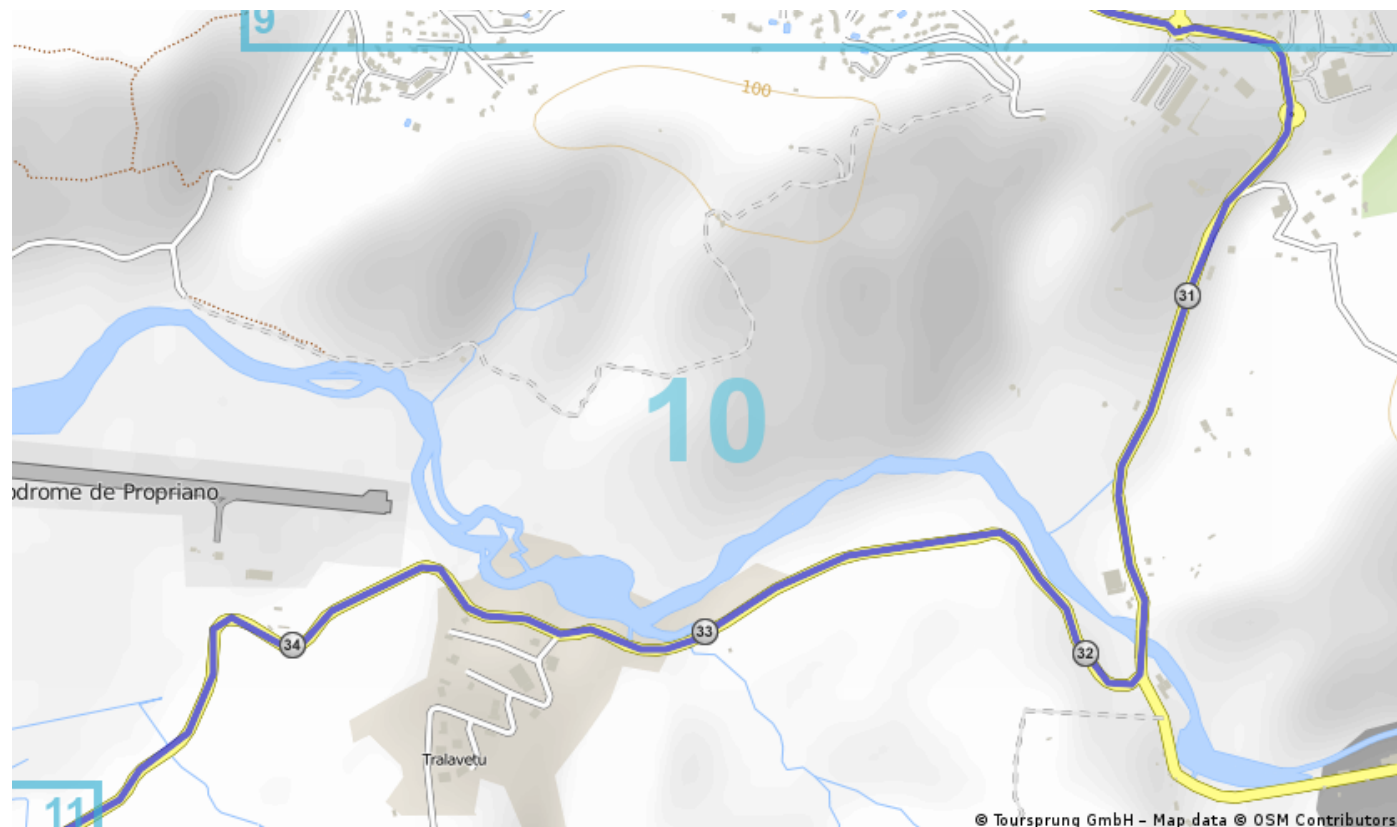 9
100
31
10
odrome de Propriano
33
34
32
Tralavetu
11
© Toursprung GmbH – Map data © OSM Contributors